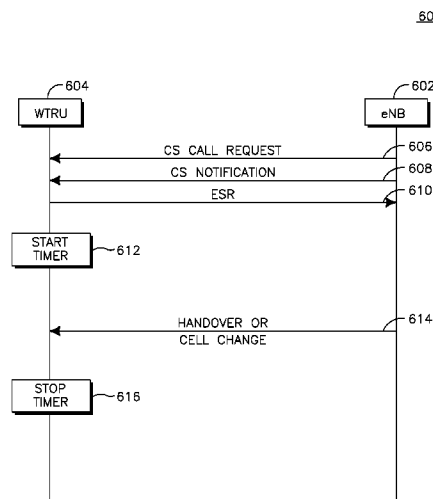 60
604
602
WTRU
eNB
CS CALL REQUEST
606
CS NOTIFICATION
608
ESR
610
START
TIMER
612
614
HANDOVER OR
CELL CHANGE
STOP
TIMER
616